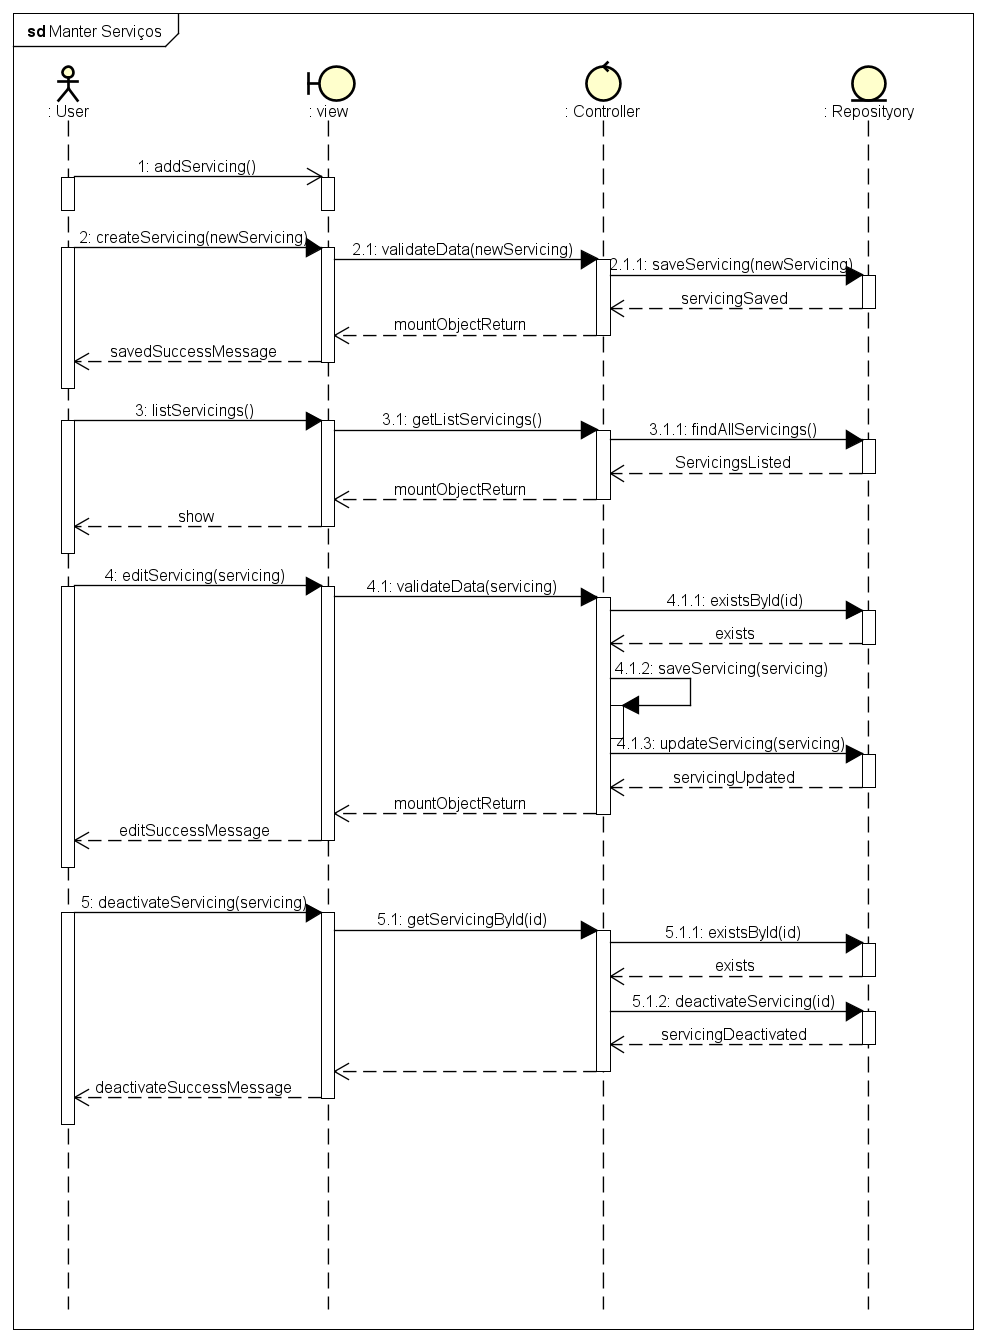 sd Manter Serviços
: User
: view
: Controller
: Reposityory
1: addServicing()
2: createServicing(newServicing)
2.1: validateData(newServicing)
2.1.1: saveServicing(newServicing)
servicingSaved
mountObjectReturn
savedSuccessMessage
3: listServicings()
3.1: getListServicings()
3.1.1: findAllServicings()
ServicingsListed
mountObjectReturn
show
4: editServicing(servicing)
4.1: validateData(servicing)
4.1.1: existsById(id)
exists
4.1.2: saveServicing(servicing)
4.1.3: updateServicing(servicing)
servicingUpdated
mountObjectReturn
editSuccessMessage
5: deactivateServicing(servicing)
5.1: getServicingById(id)
5.1.1: existsById(id)
exists
5.1.2: deactivateServicing(id)
servicingDeactivated
deactivateSuccessMessage